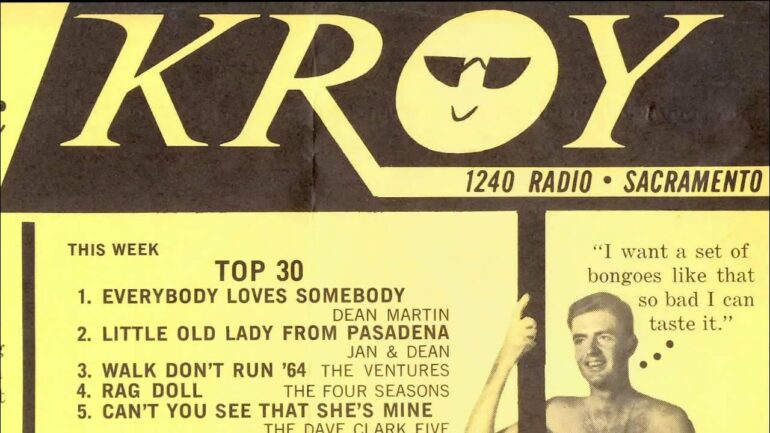 KROY
1240 RADIO • SACRAMENTO
THIS WEEK
TOP 30
1. EVERYBODY LOVES SOMEBODY
DEAN MARTIN
2. LITTLE OLD LADY FROM PASADENA
JAN & DEAN
3. WALK DON'T RUN '64 THE VENTURES
4. RAG DOLL THE FOUR SEASONS
5. CAN'T YOU SEE THAT SHE'S MINE
THE DAVE CLARK FIVE
"I want a set of
bongoes like that
so bad I can
taste it."